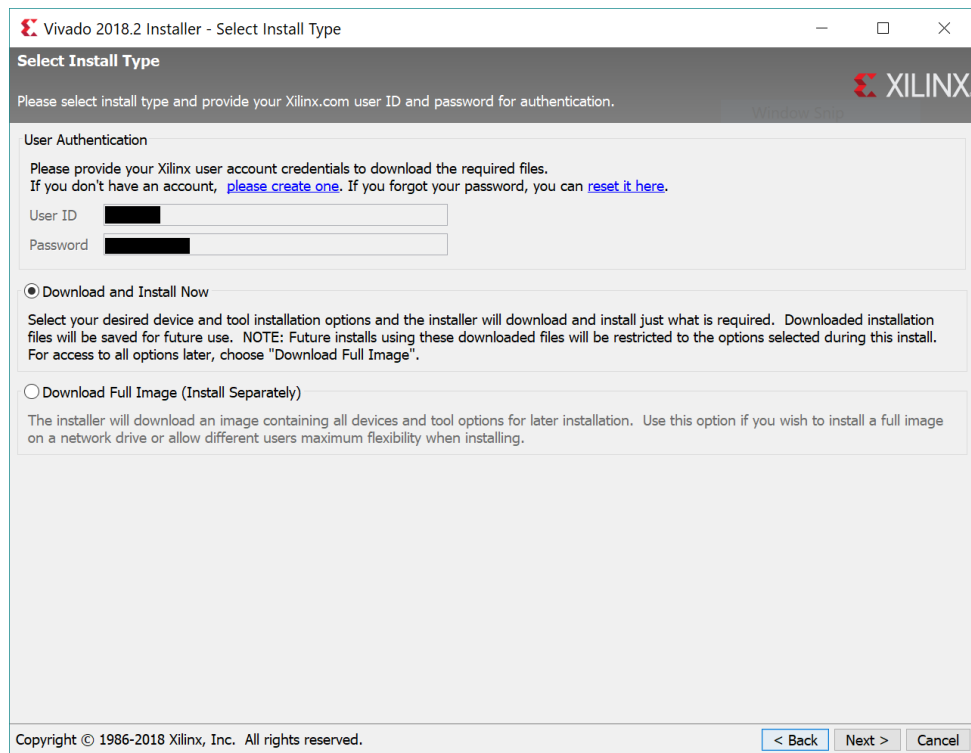 Vivado 2018.2 Installer - Select Install Type
Select Install Type
XILINX
Please select install type and provide your Xilinx.com user ID and password for authentication.
Window Snip
User Authentication
Please provide your Xilinx user account credentials to download the required files.
If you don't have an account, please create one. If you forgot your password, you can reset it here.
User ID
Password
Download and Install Now
Select your desired device and tool installation options and the installer will download and install just what is required. Downloaded installation
files will be saved for future use. NOTE: Future installs using these downloaded files will be restricted to the options selected during this install.
For access to all options later, choose "Download Full Image".
Download Full Image (Install Separately)
The installer will download an image containing all devices and tool options for later installation. Use this option if you wish to install a full image
on a network drive or allow different users maximum flexibility when installing.
Copyright © 1986-2018 Xilinx, Inc. All rights reserved.
< Back
Next >
Cancel